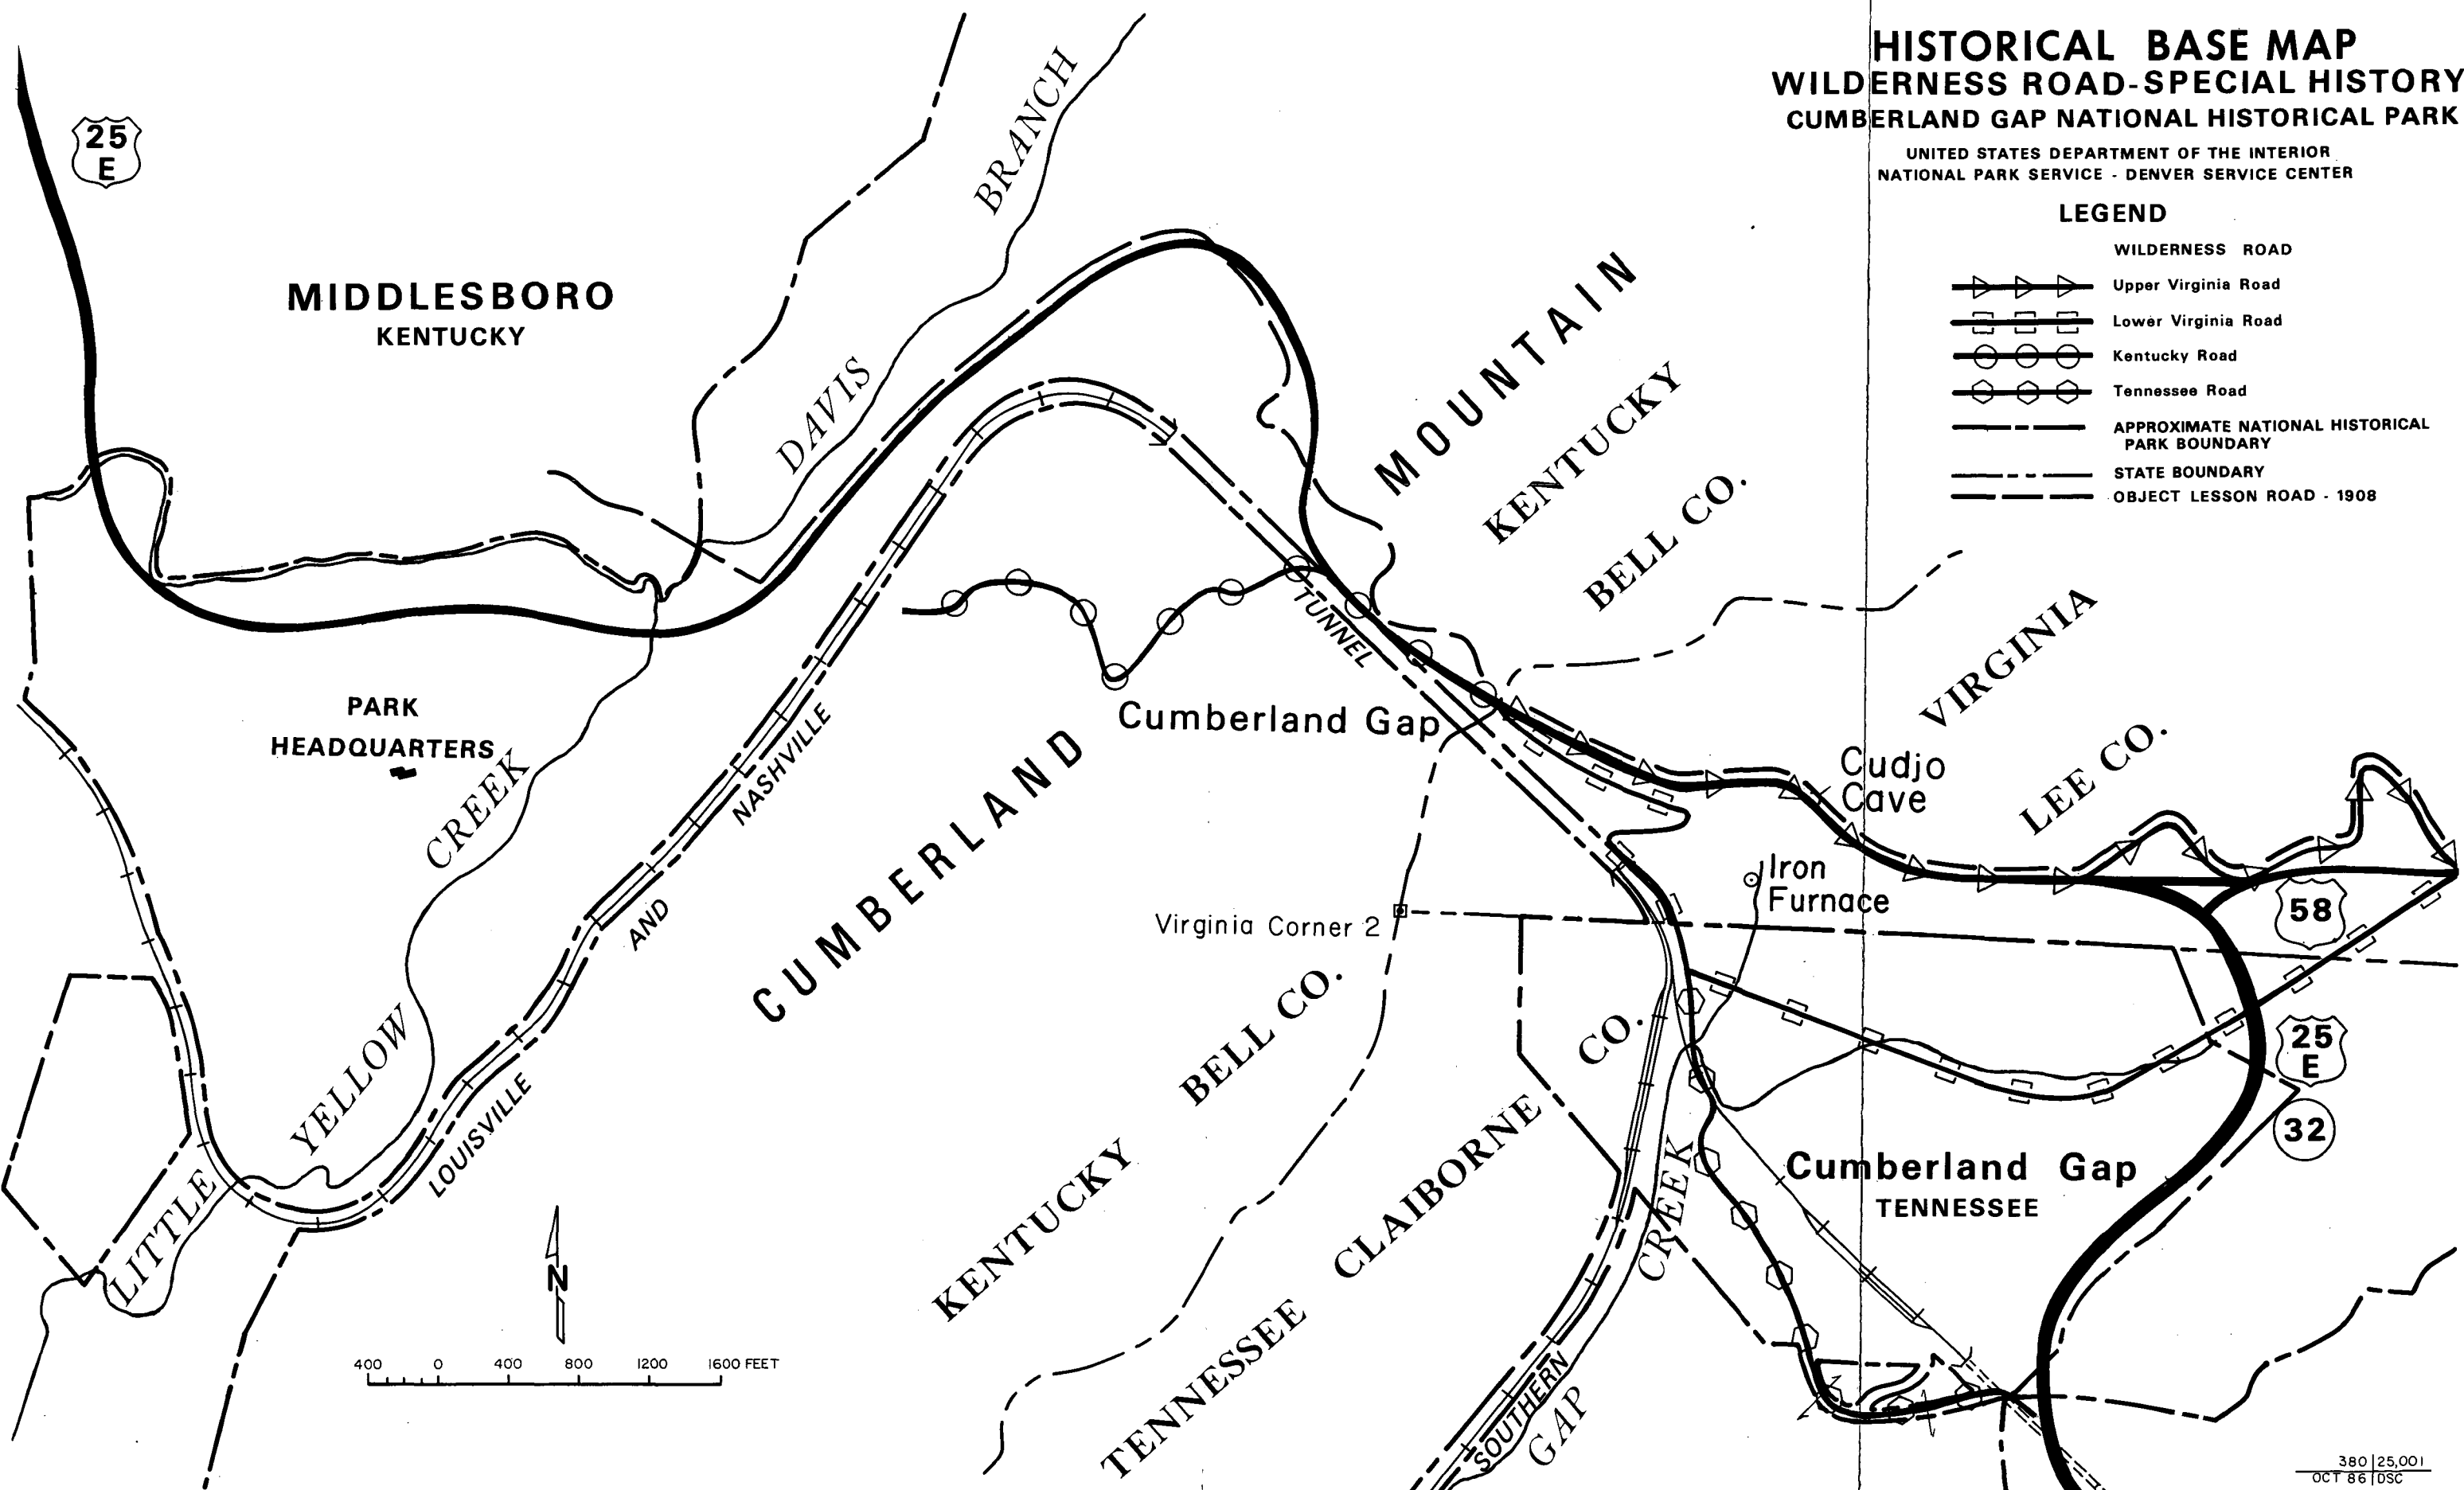 HISTORICAL BASE MAP
WILDERNESS ROAD-SPECIAL HISTORY
CUMBERLAND GAP NATIONAL HISTORICAL PARK
UNITED STATES DEPARTMENT OF THE INTERIOR
NATIONAL PARK SERVICE - DENVER SERVICE CENTER
LEGEND
WILDERNESS ROAD
Upper Virginia Road
Lower Virginia Road
Kentucky Road
Tennessee Road
APPROXIMATE NATIONAL HISTORICAL
PARK BOUNDARY
STATE BOUNDARY
OBJECT LESSON ROAD - 1908
25
E
MIDDLESBORO
KENTUCKY
DAVIS BRANCH
CUMBERLAND MOUNTAIN
KENTUCKY
BELL CO.
VIRGINIA
LEE CO.
TUNNEL
Cumberland Gap
Cudjo
Cave
Iron
Furnace
58
PARK
HEADQUARTERS
LITTLE YELLOW CREEK
LOUISVILLE AND NASHVILLE
Virginia Corner 2
KENTUCKY BELL CO.
TENNESSEE CLAIBORNE CO.
25
E
32
Cumberland Gap
TENNESSEE
GAP CREEK
SOUTHERN
N
400 0 400 800 1200 1600 FEET
380 | 25,001
OCT 86 | DSC